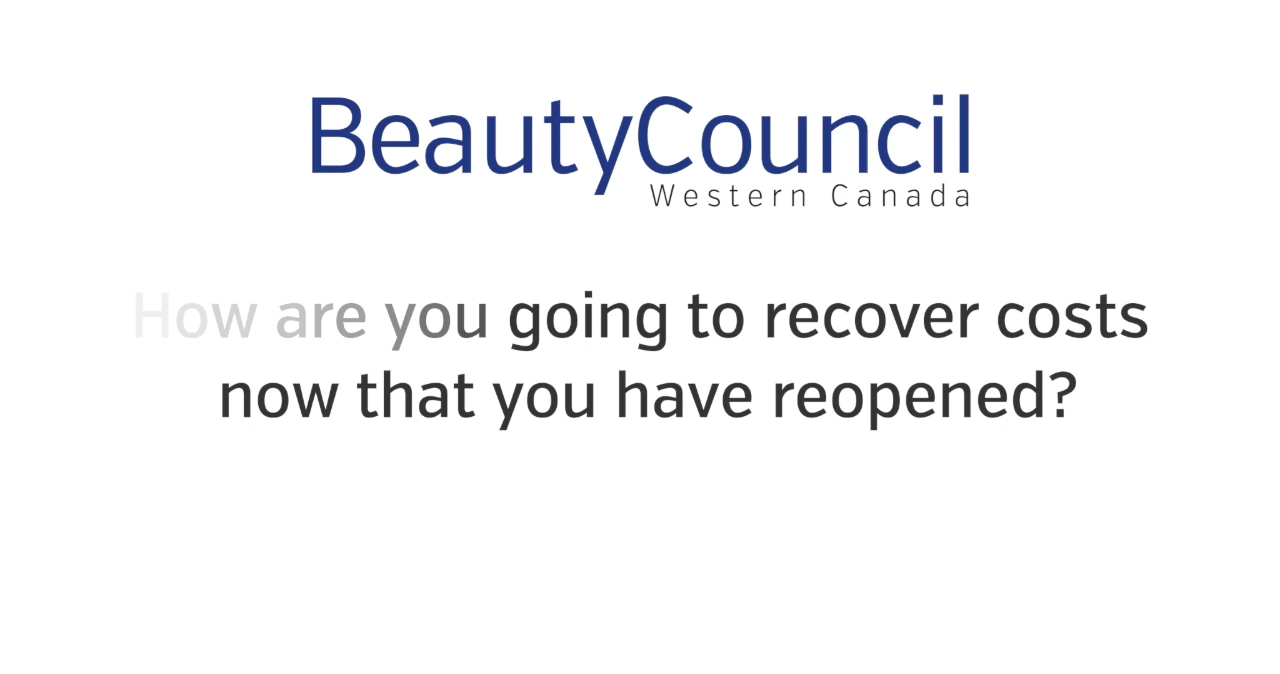 BeautyCouncil
Western Canada
How are you going to recover costs
now that you have reopened?